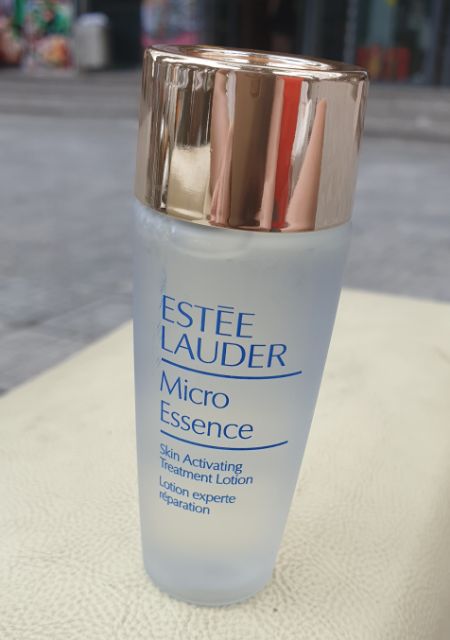 ESTĒE
LAUDER
Micro
Essence
Skin Activating
Treatment Lotion
Lotion experte
réparation